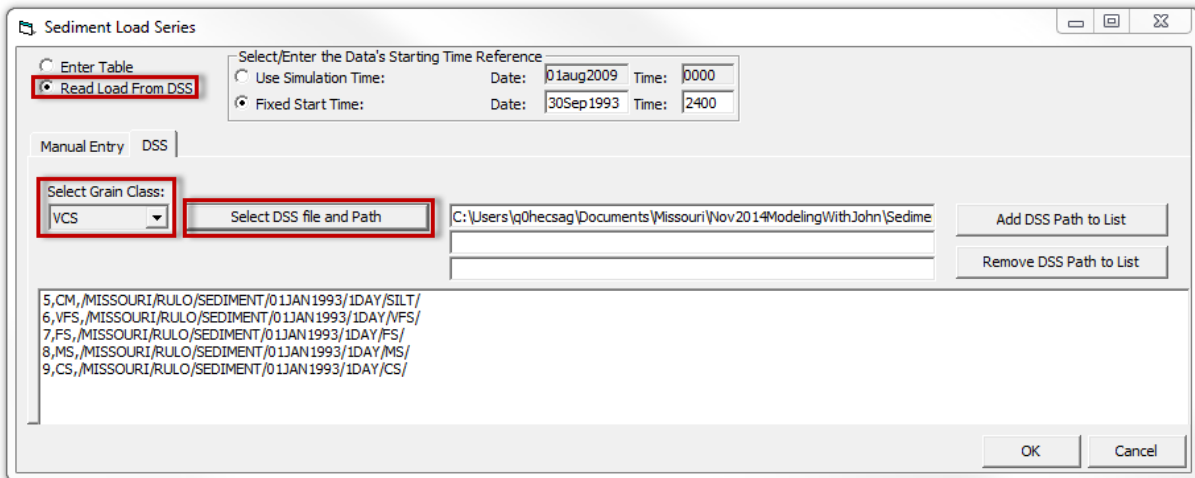 Sediment Load Series
Enter Table
Read Load From DSS
Select/Enter the Data's Starting Time Reference
Use Simulation Time: Date: 01aug2009 Time: 0000
Fixed Start Time: Date: 30Sep1993 Time: 2400
Manual Entry DSS
Select Grain Class:
VCS Select DSS file and Path C:\Users\q0hecsag\Documents\Missouri\Nov2014ModelingWithJohn\Sedime Add DSS Path to List
Remove DSS Path to List
5,CM,/MISSOURI/RULO/SEDIMENT/01JAN1993/1DAY/SILT/
6,VFS,/MISSOURI/RULO/SEDIMENT/01JAN1993/1DAY/VFS/
7,FS,/MISSOURI/RULO/SEDIMENT/01JAN1993/1DAY/FS/
8,MS,/MISSOURI/RULO/SEDIMENT/01JAN1993/1DAY/MS/
9,CS,/MISSOURI/RULO/SEDIMENT/01JAN1993/1DAY/CS/
OK Cancel